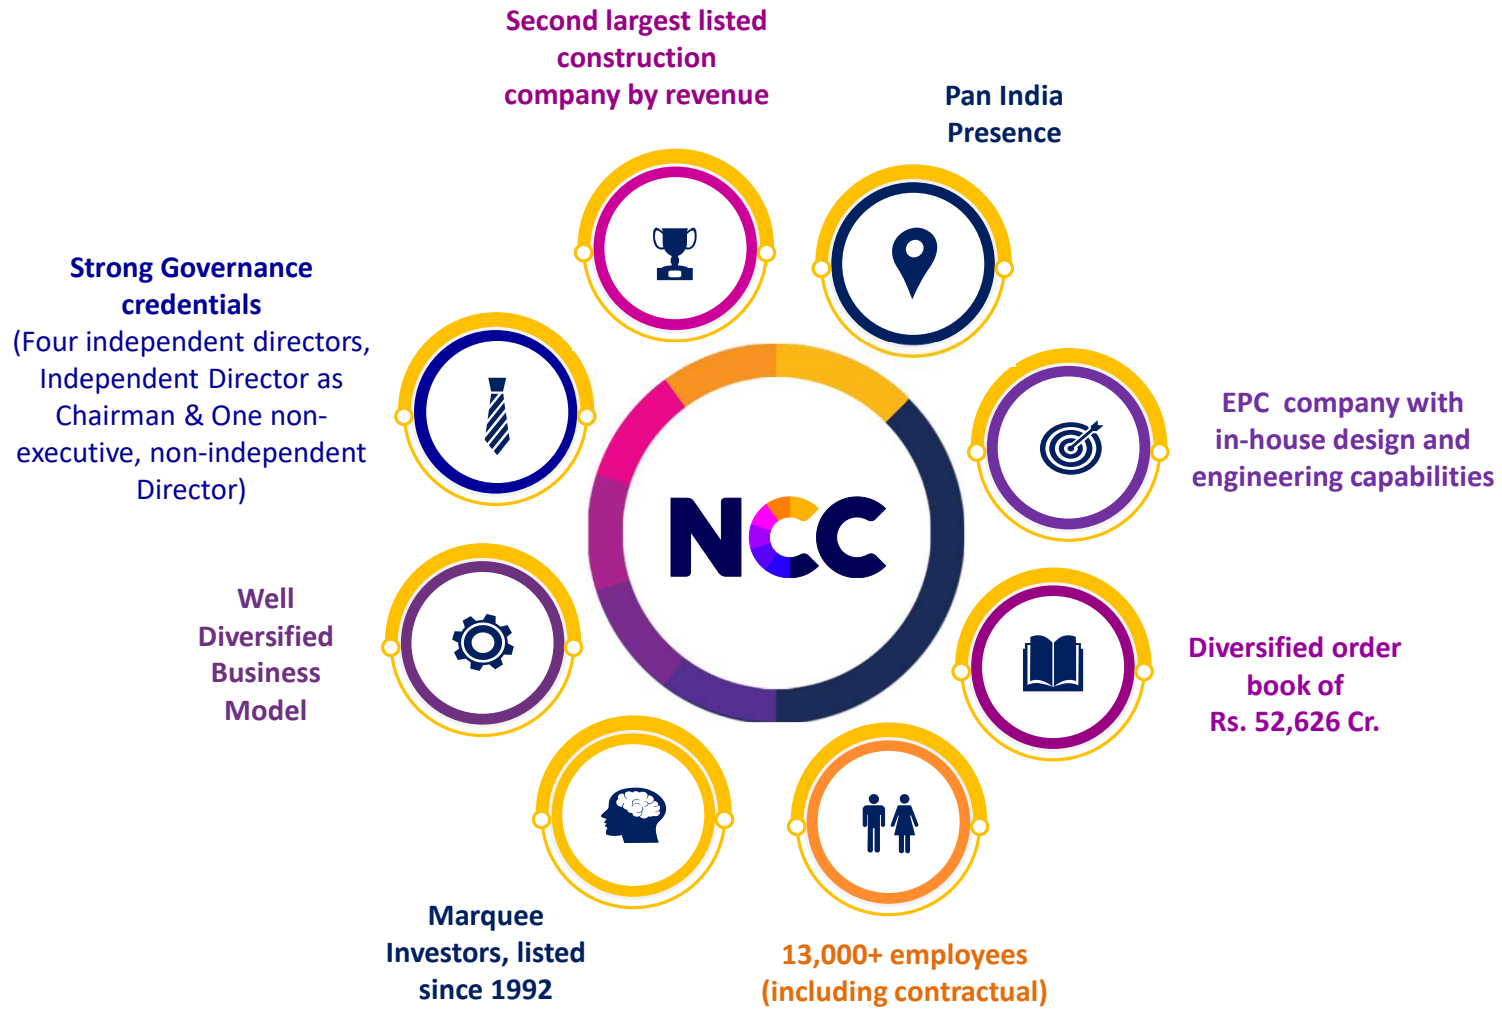 Second largest listed
construction
company by revenue
Pan India
Presence
Strong Governance
credentials
(Four independent directors,
Independent Director as
Chairman & One non-
executive, non-independent
Director)
EPC company with
in-house design and
engineering capabilities
NCC
Well
Diversified
Business
Model
Diversified order
book of
Rs. 52,626 Cr.
Marquee
Investors, listed
since 1992
13,000+ employees
(including contractual)